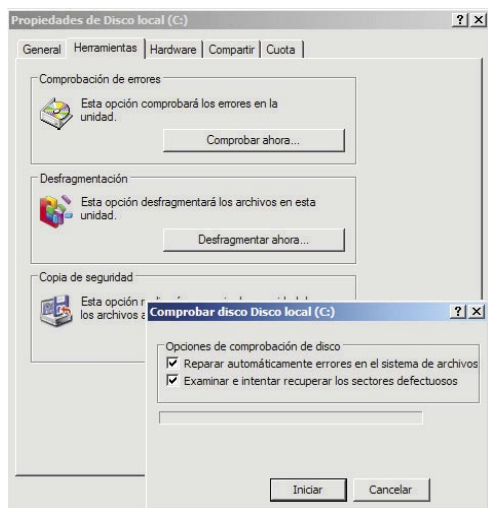 Propiedades de Disco local (C:)
General Herramientas Hardware Compartir Cuota
Comprobación de errores
Esta opción comprobará los errores en la
unidad.
Comprobar ahora...
Desfragmentación
Esta opción desfragmentará los archivos en esta
unidad.
Desfragmentar ahora...
Copia de seguridad
Esta opción
los archivos
Comprobar disco Disco local (C:)
Opciones de comprobación de disco
Reparar automáticamente errores en el sistema de archivos
Examinar e intentar recuperar los sectores defectuosos
Iniciar Cancelar